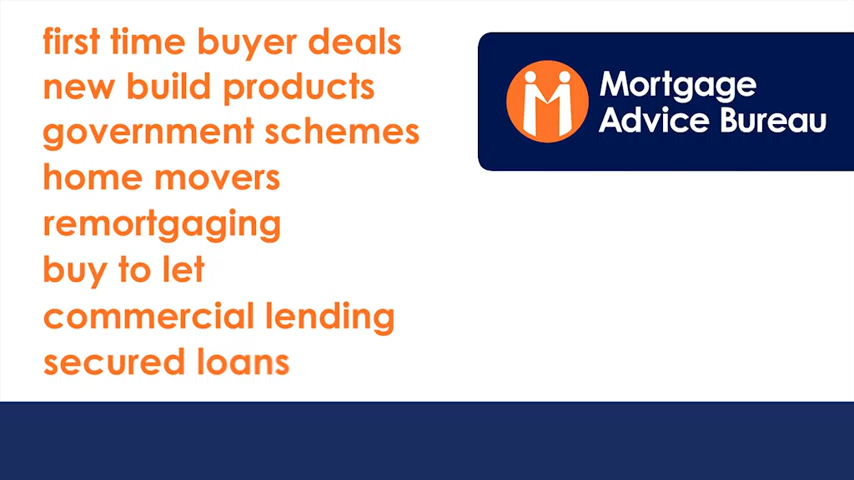 first time buyer deals
new build products
government schemes
home movers
remortgaging
buy to let
commercial lending
secured loans
Mortgage
Advice Bureau